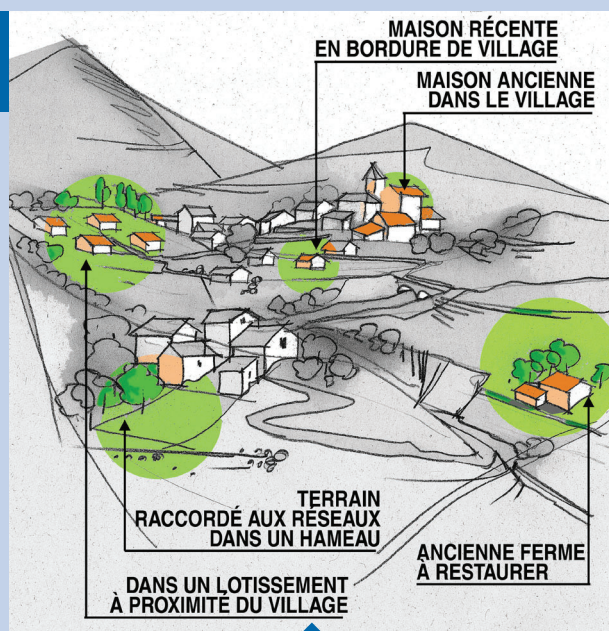 MAISON RÉCENTE
EN BORDURE DE VILLAGE
MAISON ANCIENNE
DANS LE VILLAGE
TERRAIN
RACCORDÉ AUX RÉSEAUX
DANS UN HAMEAU
ANCIENNE FERME
À RESTAURER
DANS UN LOTISSEMENT
À PROXIMITÉ DU VILLAGE